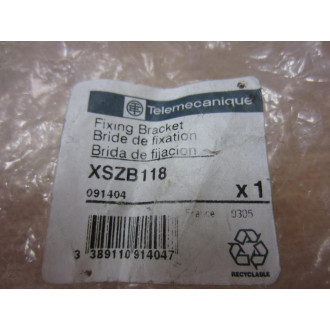 Telemecanique
Fixing Bracket
Bride de fixation
Brida de fijacion
XSZB118
091404
x 1
France 0305
3 389110 914047
RECYCLABLE